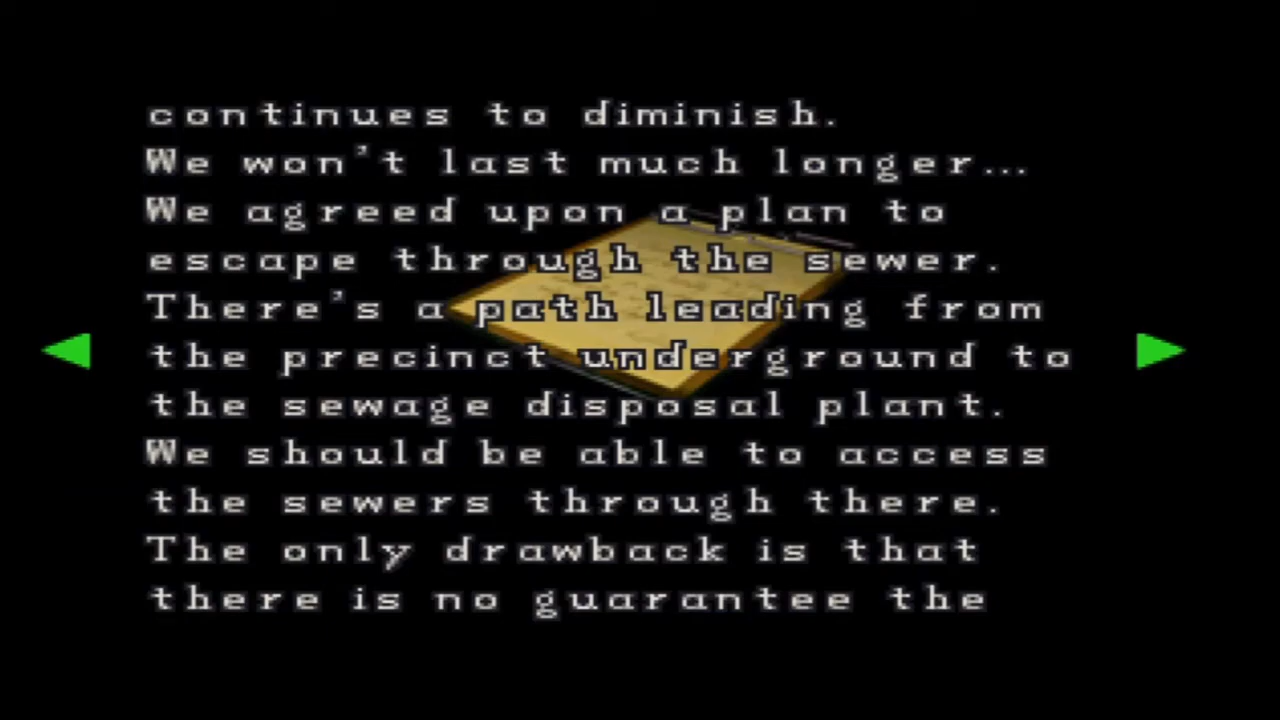 continues to diminish.
We won't last much longer...
We agreed upon a plan to
escape through the sewer.
There's a path leading from
the precinct underground to
the sewage disposal plant.
We should be able to access
the sewers through there.
The only drawback is that
there is no guarantee the